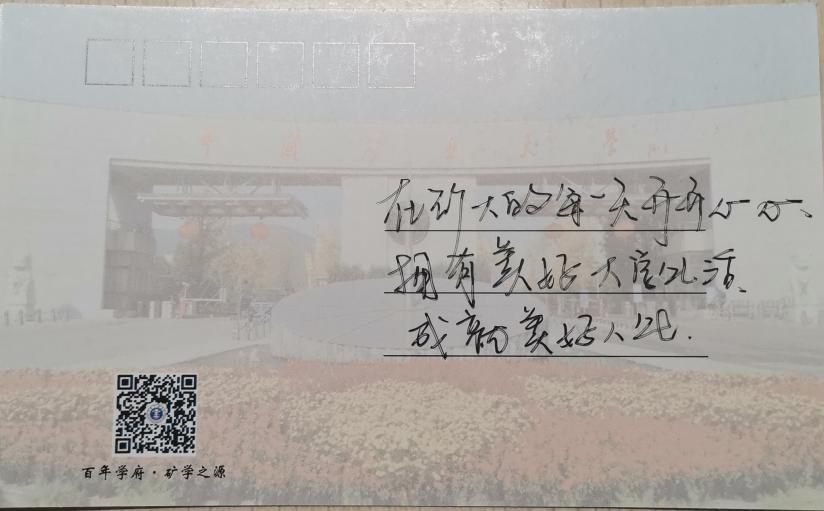 中国矿业大学
在矿大的每一天开开心心、
拥有美好大学生活、
成就美好人生.
百年学府·矿学之源